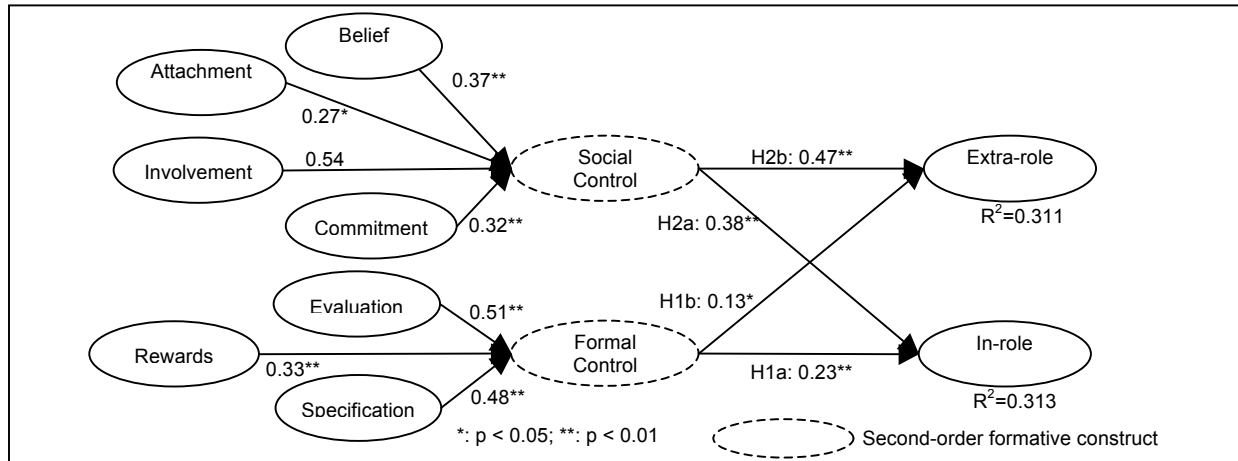 Belief
Attachment
0.37**
0.27*
Involvement
0.54
Social
Control
H2b: 0.47**
Extra-role
Commitment
0.32**
H2a: 0.38**
R²=0.311
Evaluation
0.51**
H1b: 0.13*
Rewards
0.33**
Formal
Control
In-role
H1a: 0.23**
Specification
0.48**
R²=0.313
*: p < 0.05; **: p < 0.01
Second-order formative construct